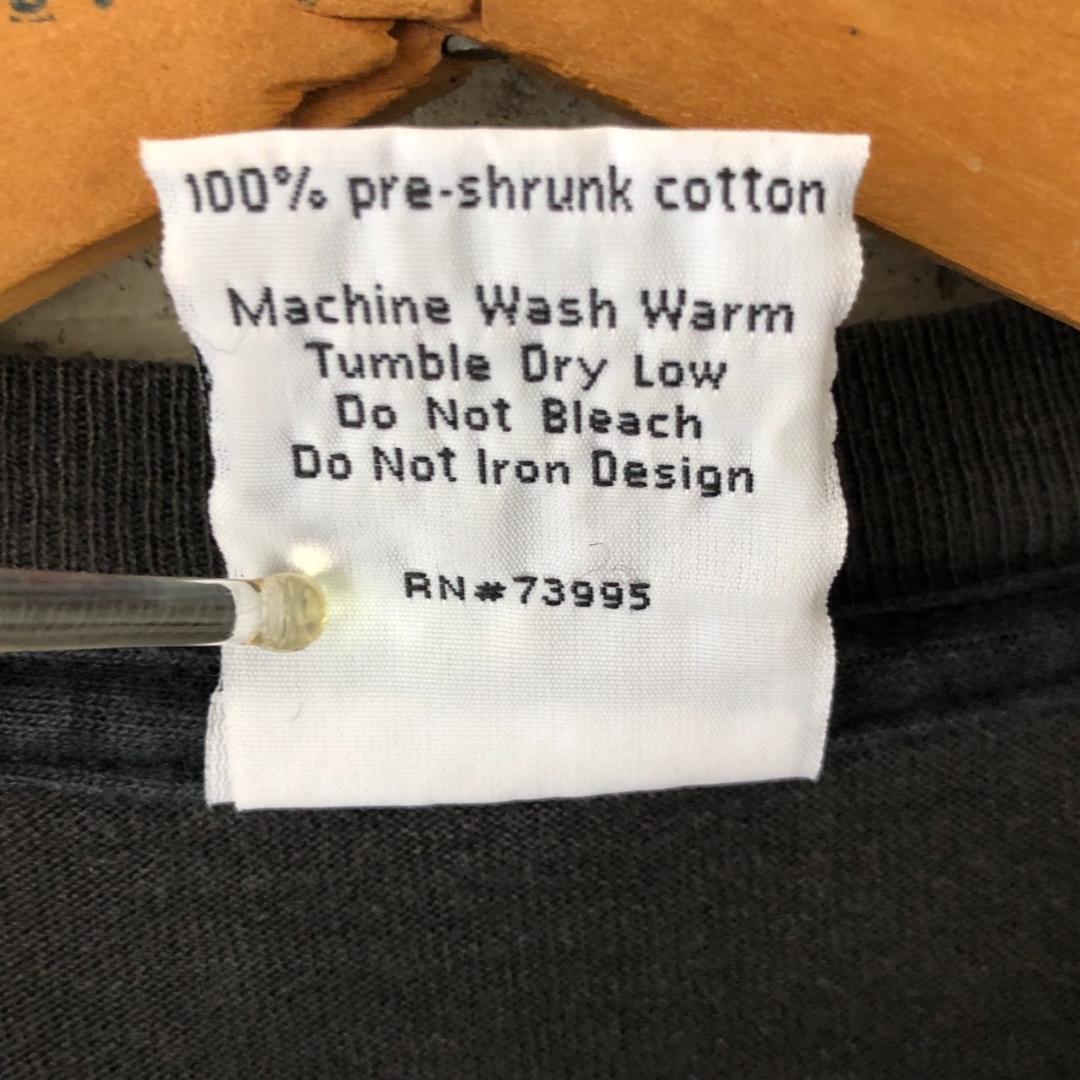 100% pre-shrunk cotton
Machine Wash Warm
Tumble Dry Low
Do Not Bleach
Do Not Iron Design
RN#73995